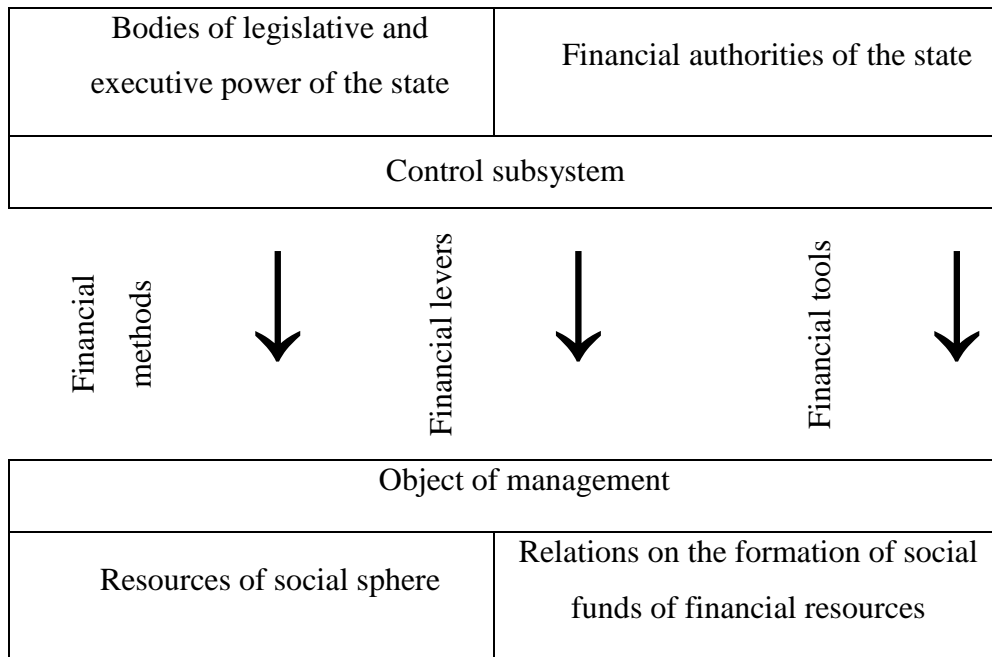 Bodies of legislative and
executive power of the state
Financial authorities of the state
Control subsystem
Financial
methods
Financial levers
Financial tools
Object of management
Resources of social sphere
Relations on the formation of social
funds of financial resources